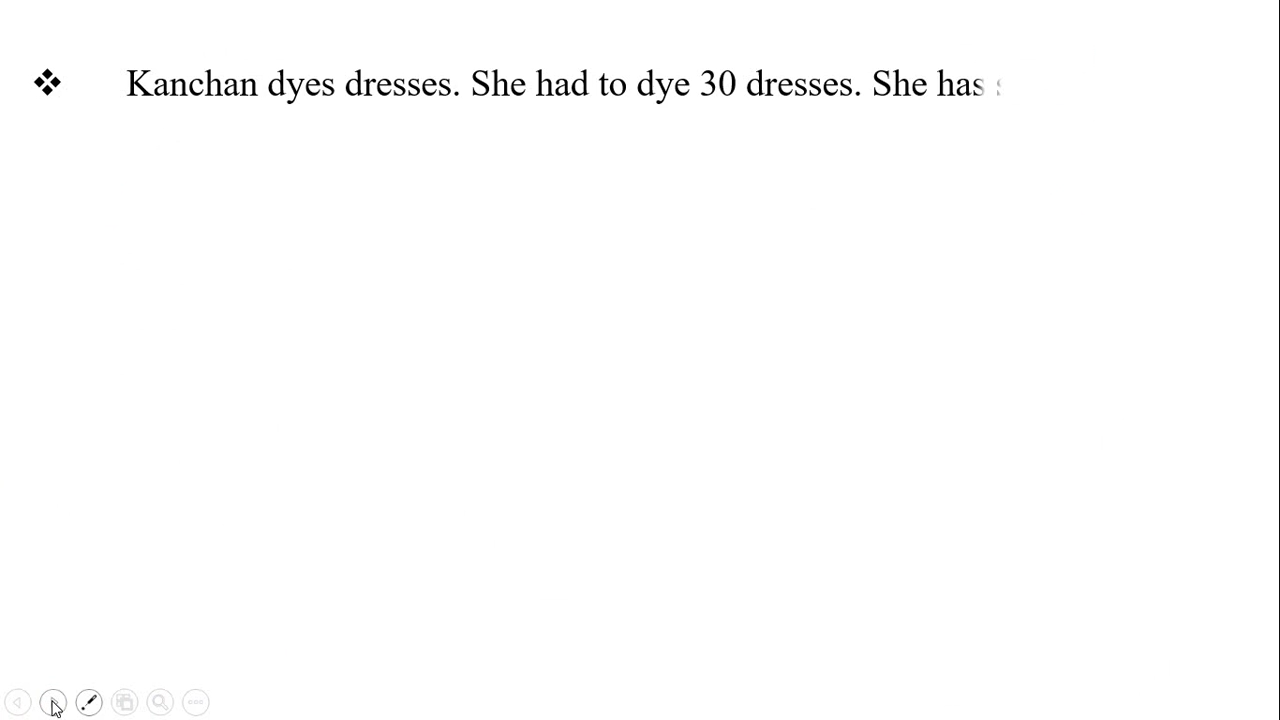 ❖ Kanchan dyes dresses. She had to dye 30 dresses. She has